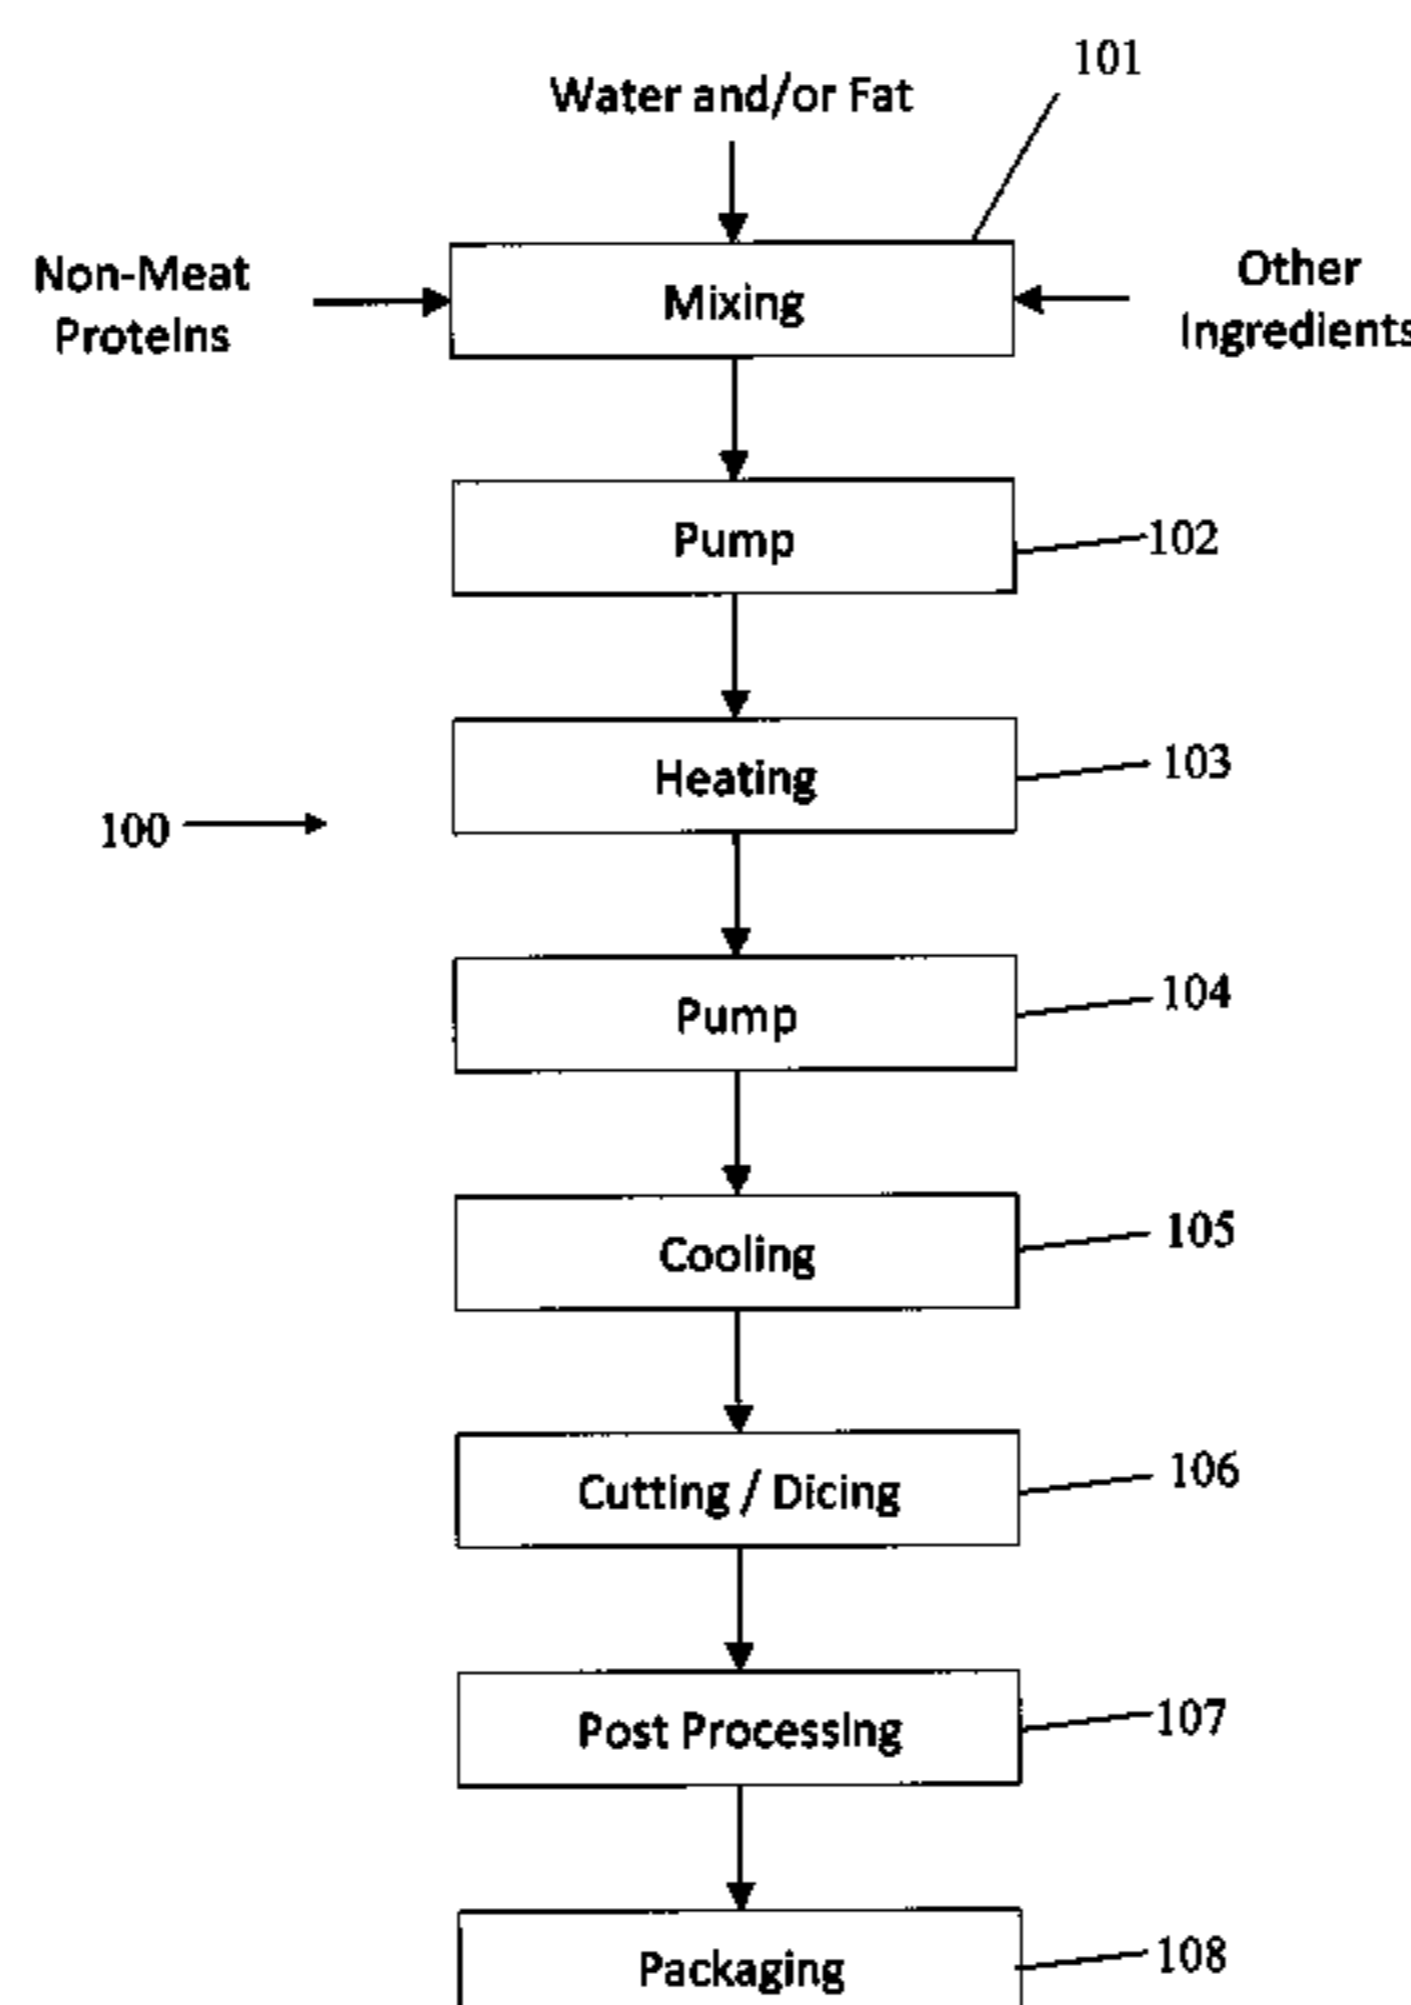 101
Water and/or Fat
Non-Meat
Proteins
Mixing
Other
Ingredients
Pump
102
Heating
103
100
Pump
104
Cooling
105
Cutting / Dicing
106
Post Processing
107
Packaging
108